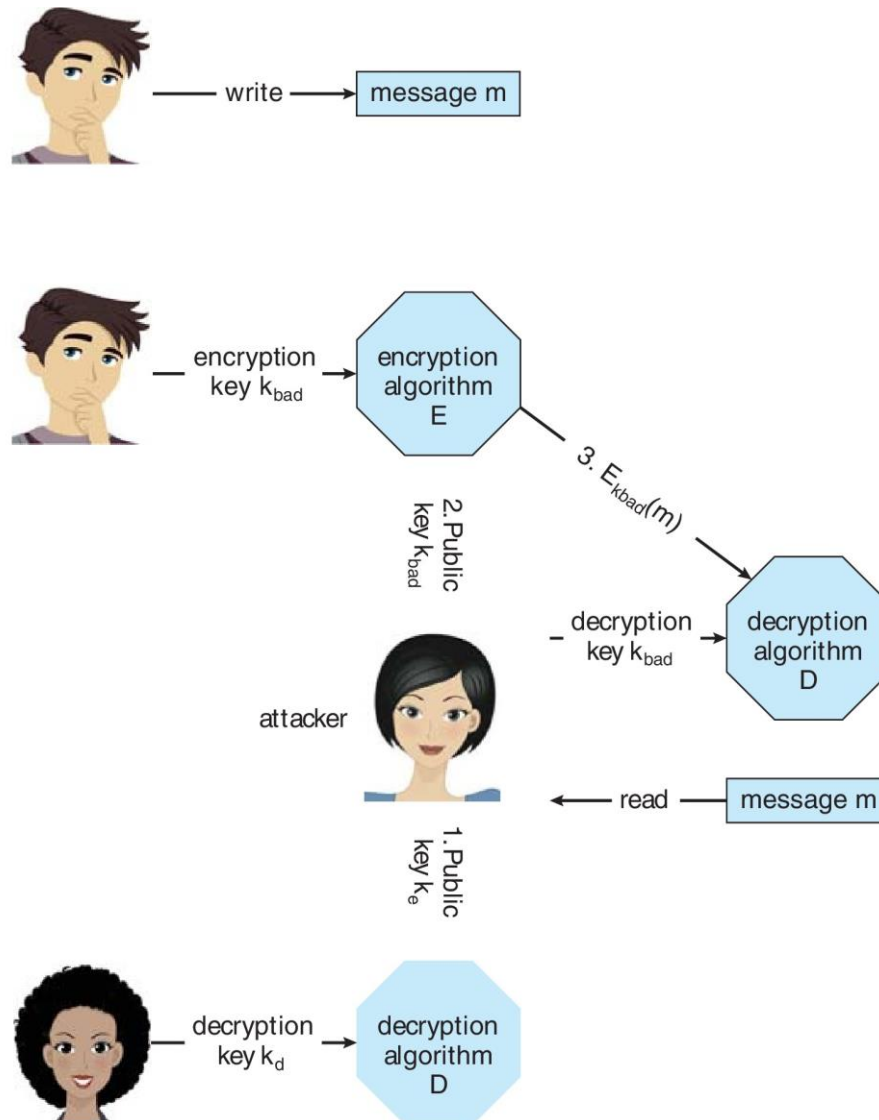 write
message m
encryption
key k_bad
encryption
algorithm
E
3. E_kbad(m)
2. Public
key k_bad
decryption
key k_bad
decryption
algorithm
D
attacker
read
message m
1. Public
key k_e
decryption
key k_d
decryption
algorithm
D